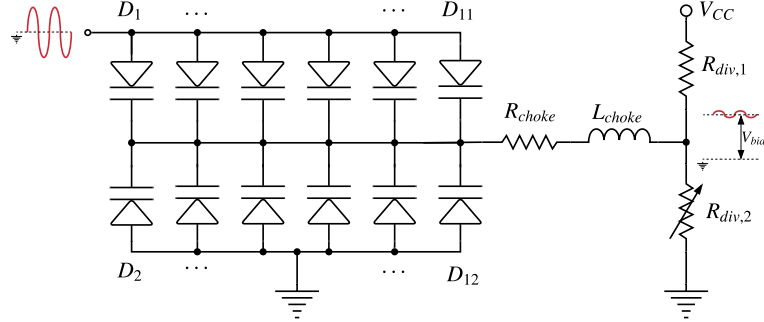 D1 ... ... D11
VCC
Rdiv,1
Rchoke Lchoke
Vbia
Rdiv,2
D2 ... ... D12